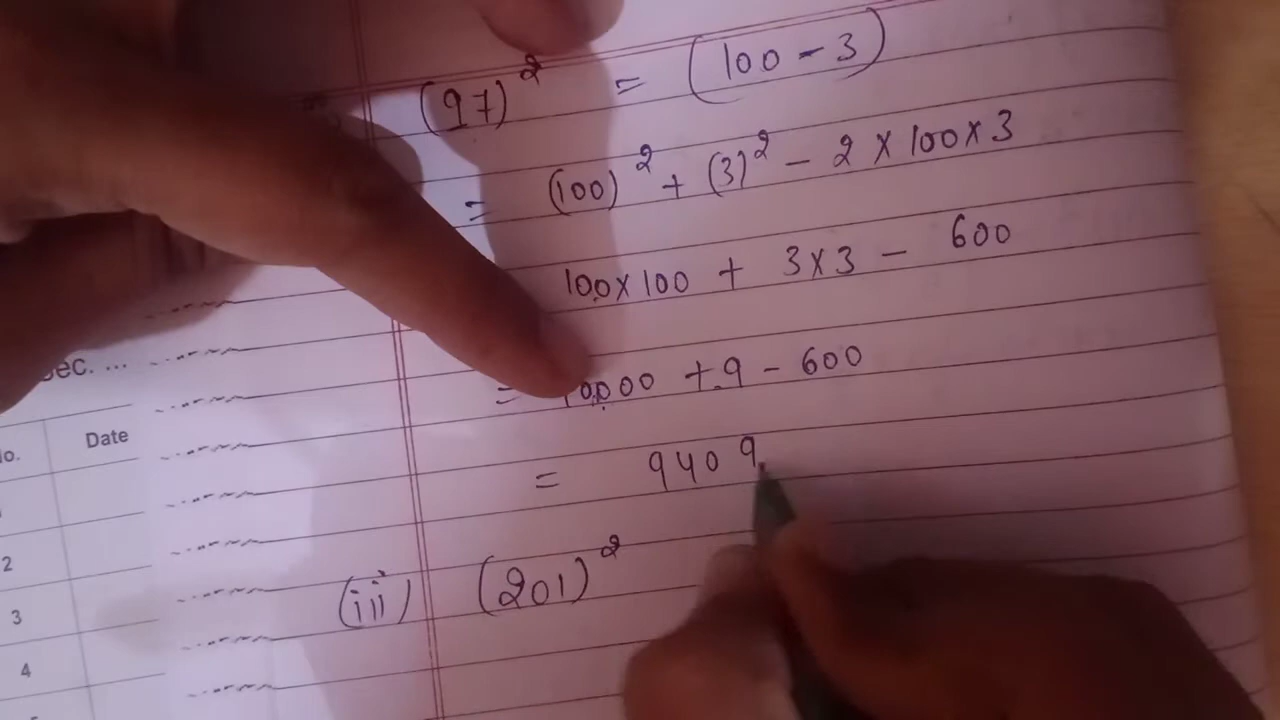 (97)² = (100 - 3)
= (100)² + (3)² - 2 × 100 × 3
100×100 + 3×3 - 600
= 10,000 + 9 - 600
= 9409
(iii) (201)²
Sec. ...
No. Date
2
3
4